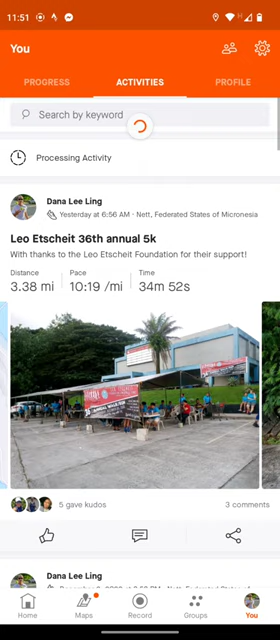 11:51
You
PROGRESS
ACTIVITIES
PROFILE
Search by keyword
Processing Activity
Dana Lee Ling
Yesterday at 6:56 AM · Nett, Federated States of Micronesia
Leo Etscheit 36th annual 5k
With thanks to the Leo Etscheit Foundation for their support!
Distance
Pace
Time
3.38 mi
10:19 /mi
34m 52s
5 gave kudos
3 comments
Dana Lee Ling
Home
Maps
Record
Groups
You